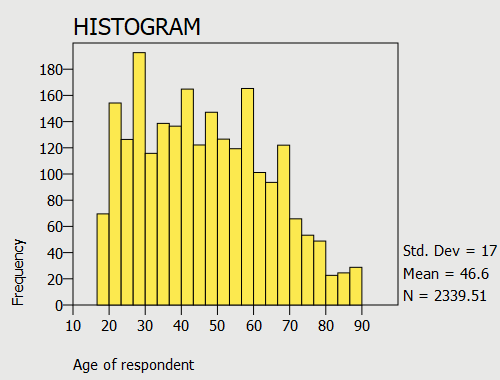 HISTOGRAM
180
160
140
120
100
80
60
40
20
0
Frequency
10 20 30 40 50 60 70 80 90
Age of respondent
Std. Dev = 17
Mean = 46.6
N = 2339.51